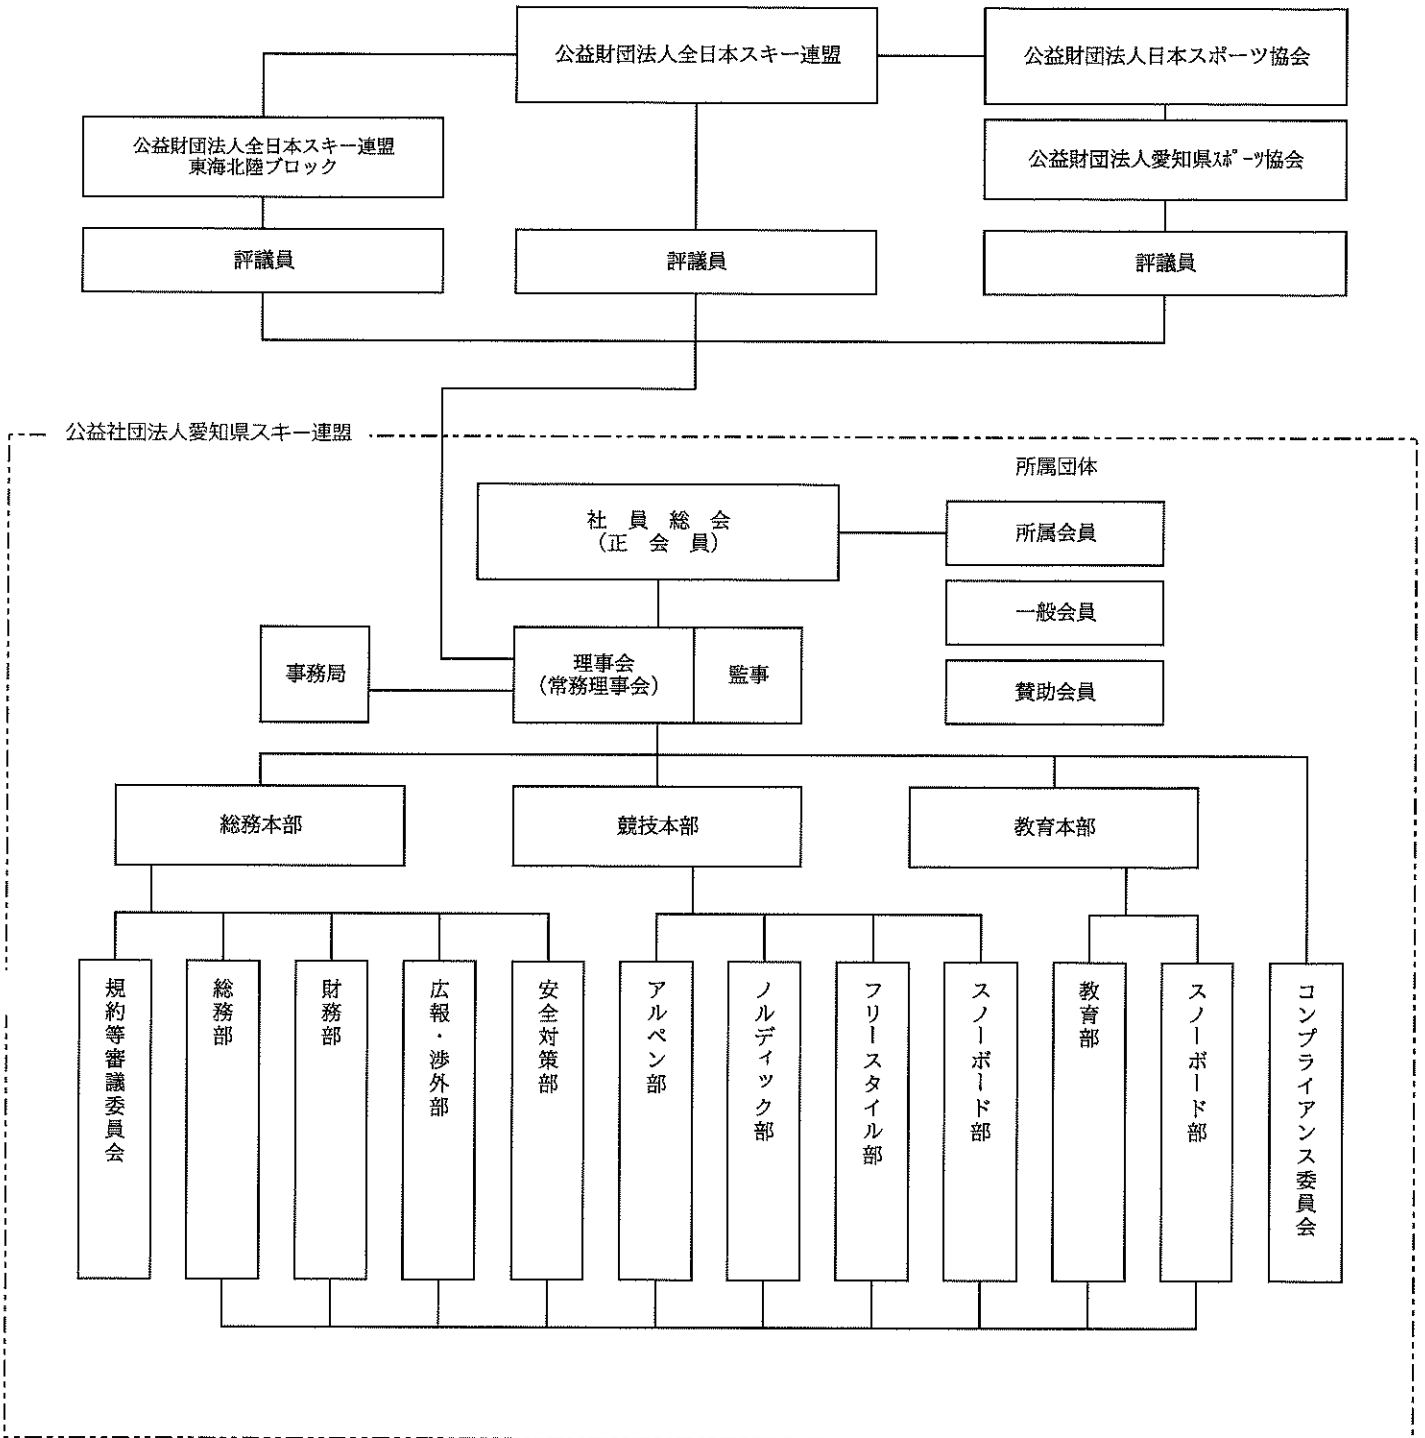 公益財団法人全日本スキー連盟
公益財団法人日本スポーツ協会
公益財団法人全日本スキー連盟
東海北陸ブロック
公益財団法人愛知県ｽﾎﾟｰﾂ協会
評議員
評議員
評議員
公益社団法人愛知県スキー連盟
所属団体
社　員　総　会
（正　会　員）
所属会員
一般会員
事務局
理事会
（常務理事会）
監事
賛助会員
総務本部
競技本部
教育本部
規約等審議委員会
総務部
財務部
広報・渉外部
安全対策部
アルペン部
ノルディック部
フリースタイル部
スノーボード部
教育部
スノーボード部
コンプライアンス委員会